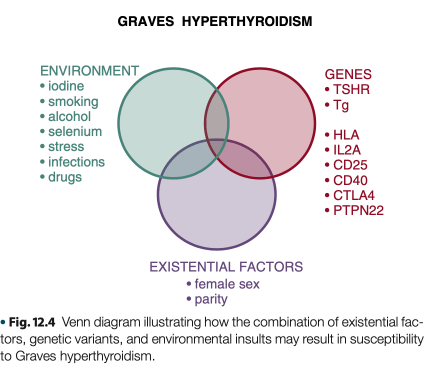 GRAVES HYPERTHYROIDISM
ENVIRONMENT
• iodine
• smoking
• alcohol
• selenium
• stress
• infections
• drugs
GENES
• TSHR
• Tg
• HLA
• IL2A
• CD25
• CD40
• CTLA4
• PTPN22
EXISTENTIAL FACTORS
• female sex
• parity
• Fig. 12.4 Venn diagram illustrating how the combination of existential fac-
tors, genetic variants, and environmental insults may result in susceptibility
to Graves hyperthyroidism.